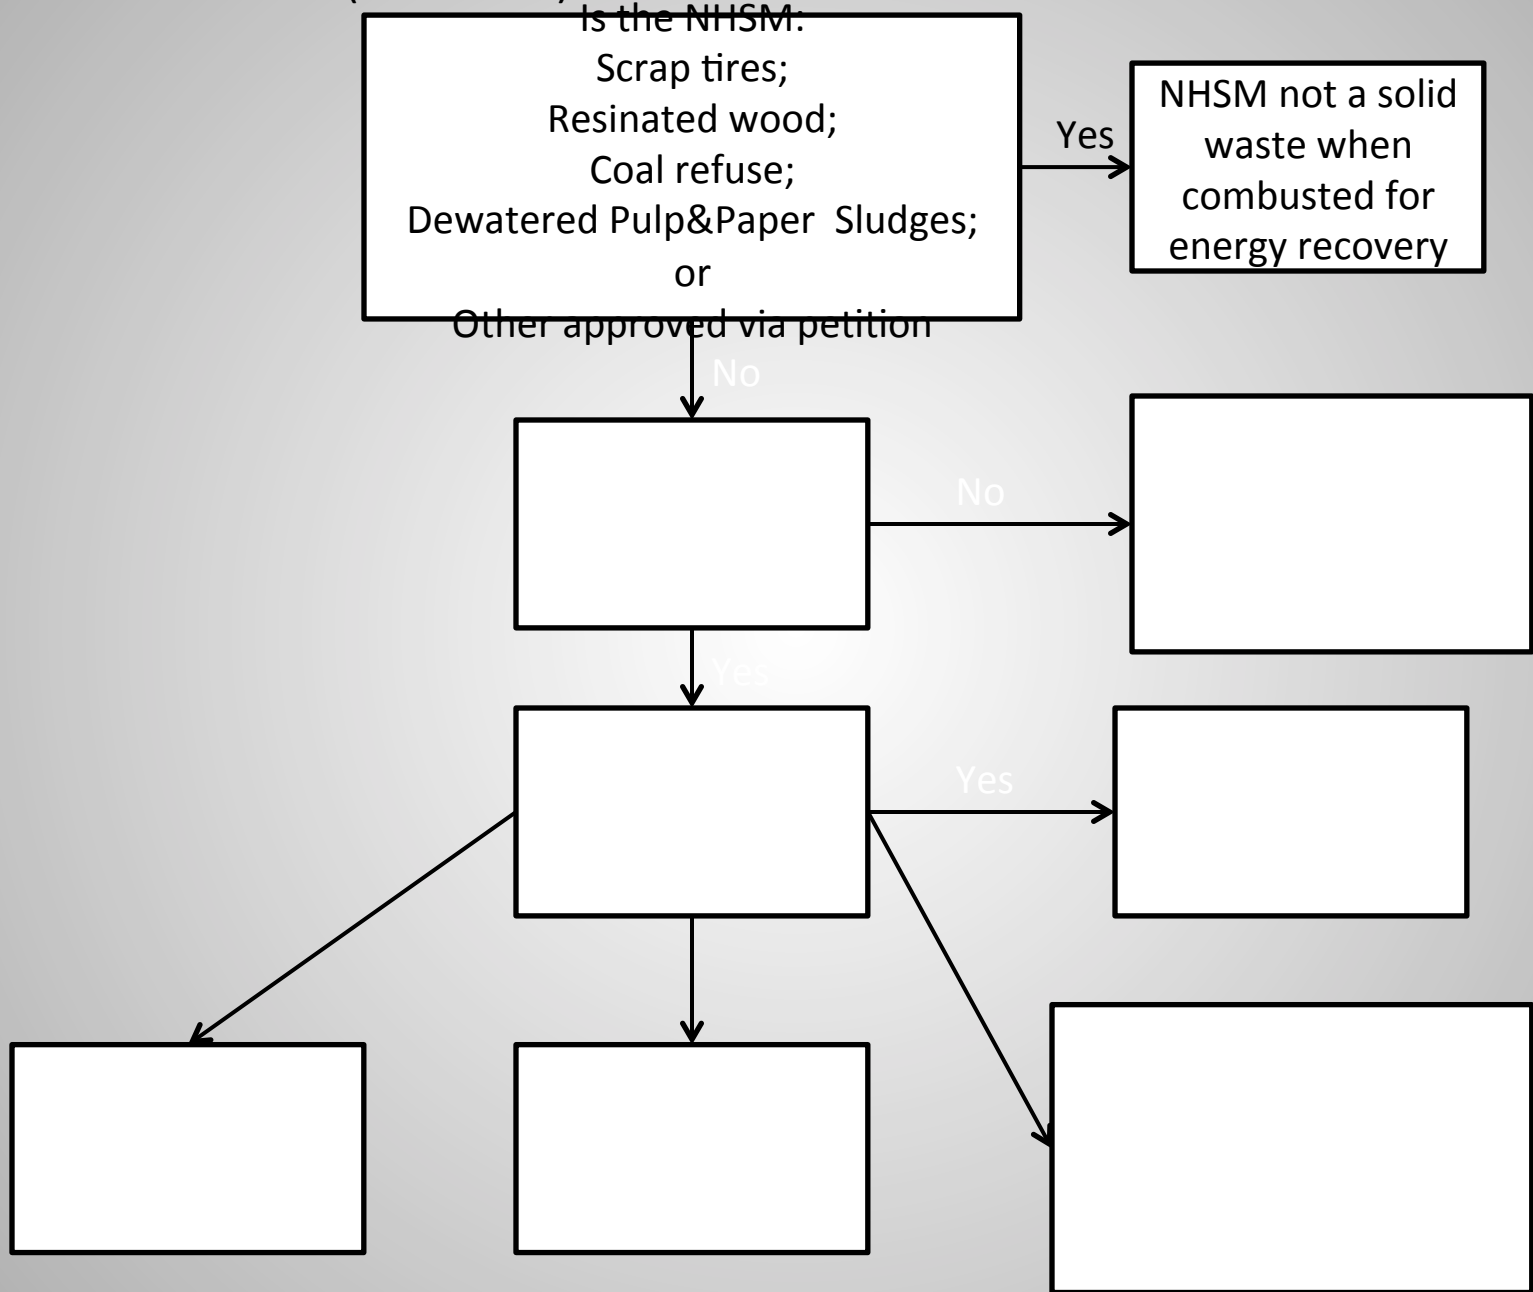 Is the NHSM:
Scrap tires;
Resinated wood;
Coal refuse;
Dewatered Pulp&Paper  Sludges;
or
Other approved via petition
Yes
NHSM not a solid
waste when
combusted for
energy recovery
No
No
Yes
Yes